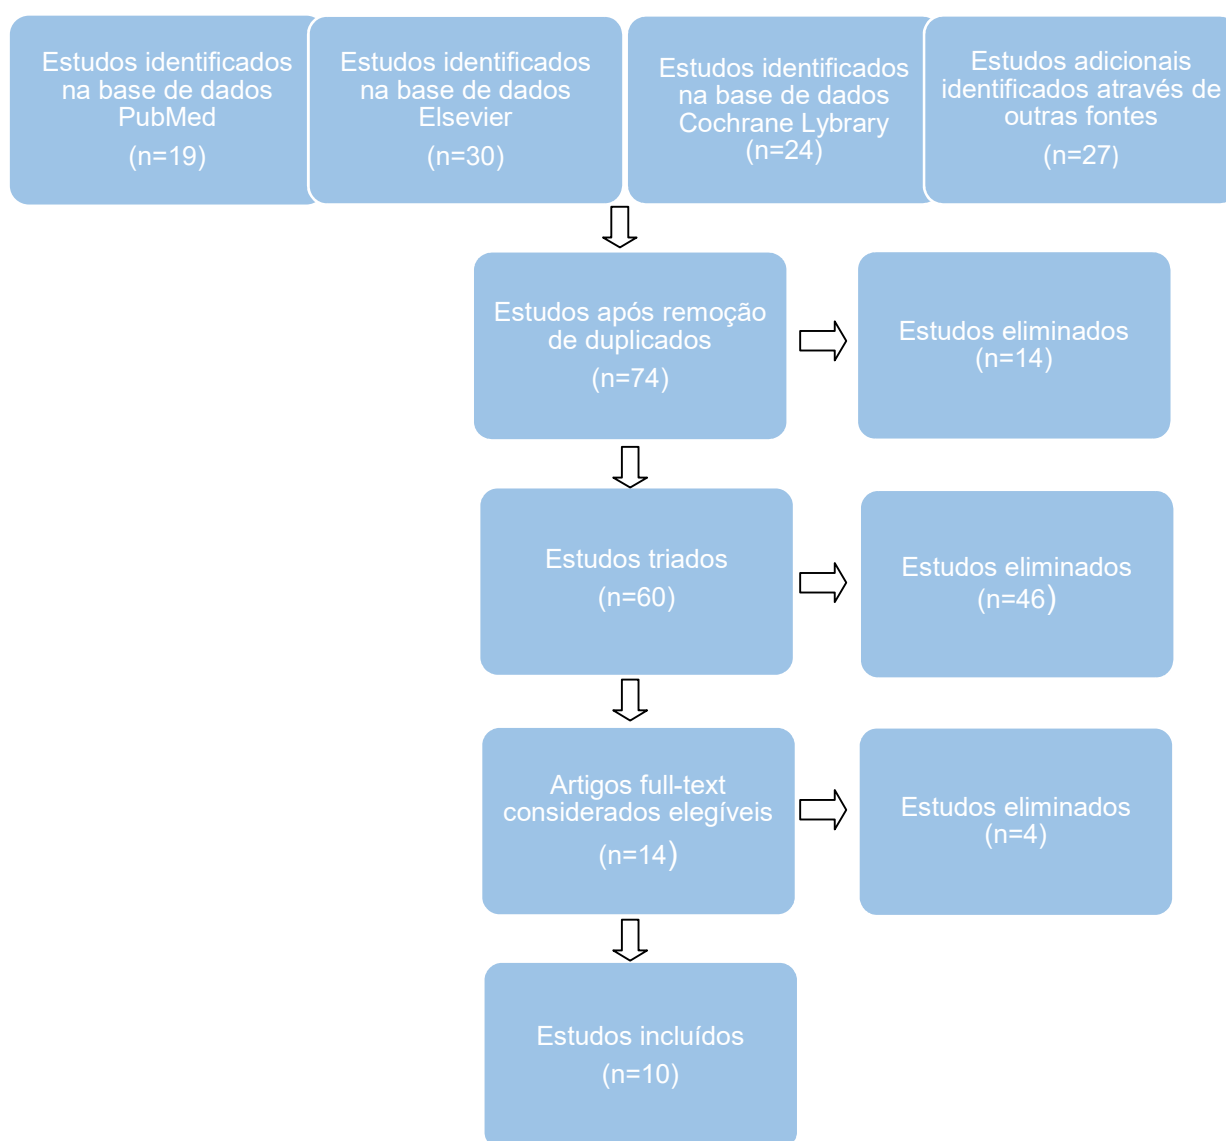 Estudos identificados
na base de dados
PubMed
(n=19)
Estudos identificados
na base de dados
Elsevier
(n=30)
Estudos identificados
na base de dados
Cochrane Lybrary
(n=24)
Estudos adicionais
identificados através de
outras fontes
(n=27)
Estudos após remoção
de duplicados
(n=74)
Estudos eliminados
(n=14)
Estudos triados
(n=60)
Estudos eliminados
(n=46)
Artigos full-text
considerados elegíveis
(n=14)
Estudos eliminados
(n=4)
Estudos incluídos
(n=10)